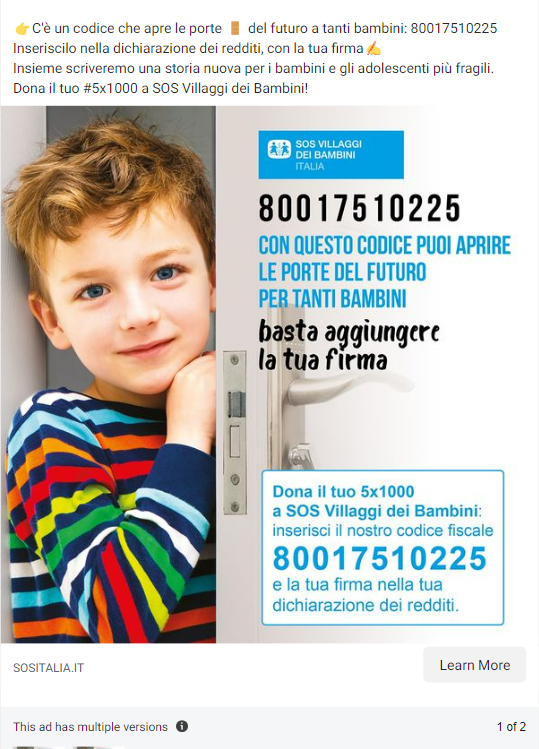 👉C'è un codice che apre le porte 🚪 del futuro a tanti bambini: 80017510225
Inseriscilo nella dichiarazione dei redditi, con la tua firma✍️
Insieme scriveremo una storia nuova per i bambini e gli adolescenti più fragili.
Dona il tuo #5x1000 a SOS Villaggi dei Bambini!
SOS VILLAGGI
DEI BAMBINI
ITALIA
80017510225
CON QUESTO CODICE PUOI APRIRE
LE PORTE DEL FUTURO
PER TANTI BAMBINI
basta aggiungere
la tua firma
Dona il tuo 5x1000
a SOS Villaggi dei Bambini:
inserisci il nostro codice fiscale
80017510225
e la tua firma nella tua
dichiarazione dei redditi.
SOSITALIA.IT
Learn More
This ad has multiple versions
1 of 2